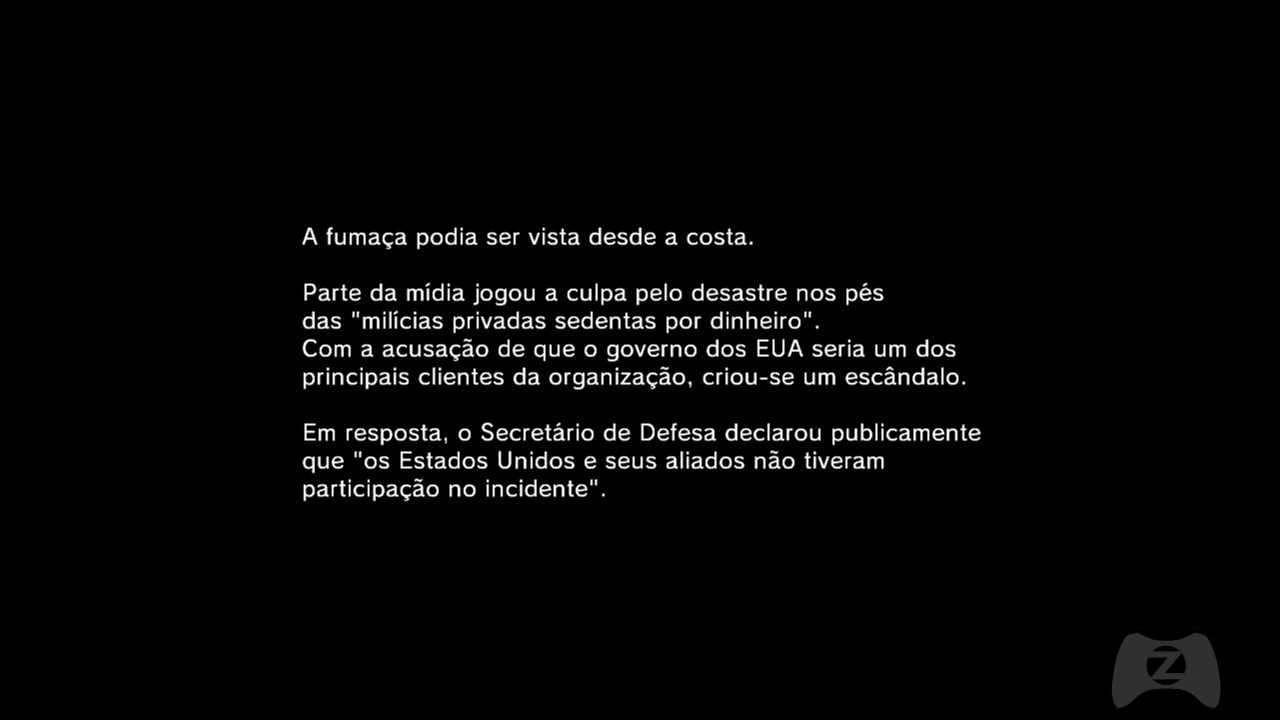 A fumaça podia ser vista desde a costa.
Parte da mídia jogou a culpa pelo desastre nos pés
das "milícias privadas sedentas por dinheiro".
Com a acusação de que o governo dos EUA seria um dos
principais clientes da organização, criou-se um escândalo.
Em resposta, o Secretário de Defesa declarou publicamente
que "os Estados Unidos e seus aliados não tiveram
participação no incidente".
Z